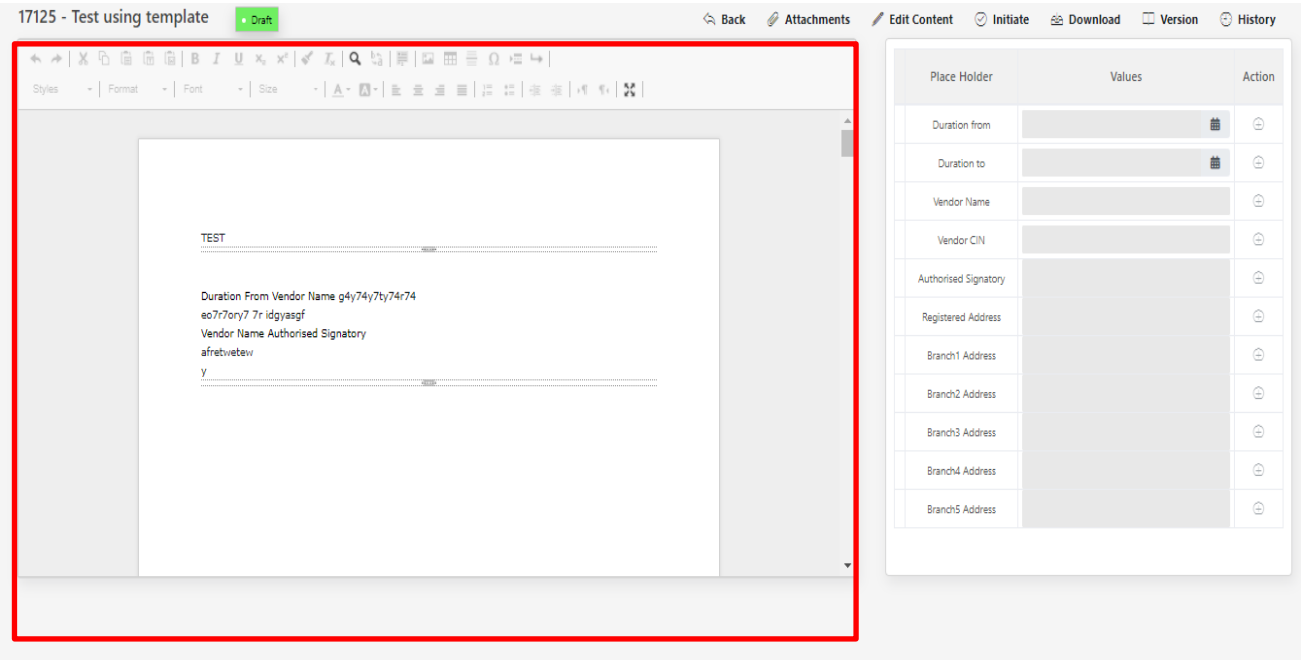 17125 - Test using template
Draft
Back Attachments Edit Content Initiate Download Version History
B I U x₂ x² Tx Ω
Styles Format Font Size A A
TEST
Duration From Vendor Name g4y74y7ty74r74
eo7r7ory7 7r idgyasgf
Vendor Name Authorised Signatory
afretwetew
y
Place Holder Values Action
Duration from
Duration to
Vendor Name
Vendor CIN
Authorised Signatory
Registered Address
Branch1 Address
Branch2 Address
Branch3 Address
Branch4 Address
Branch5 Address